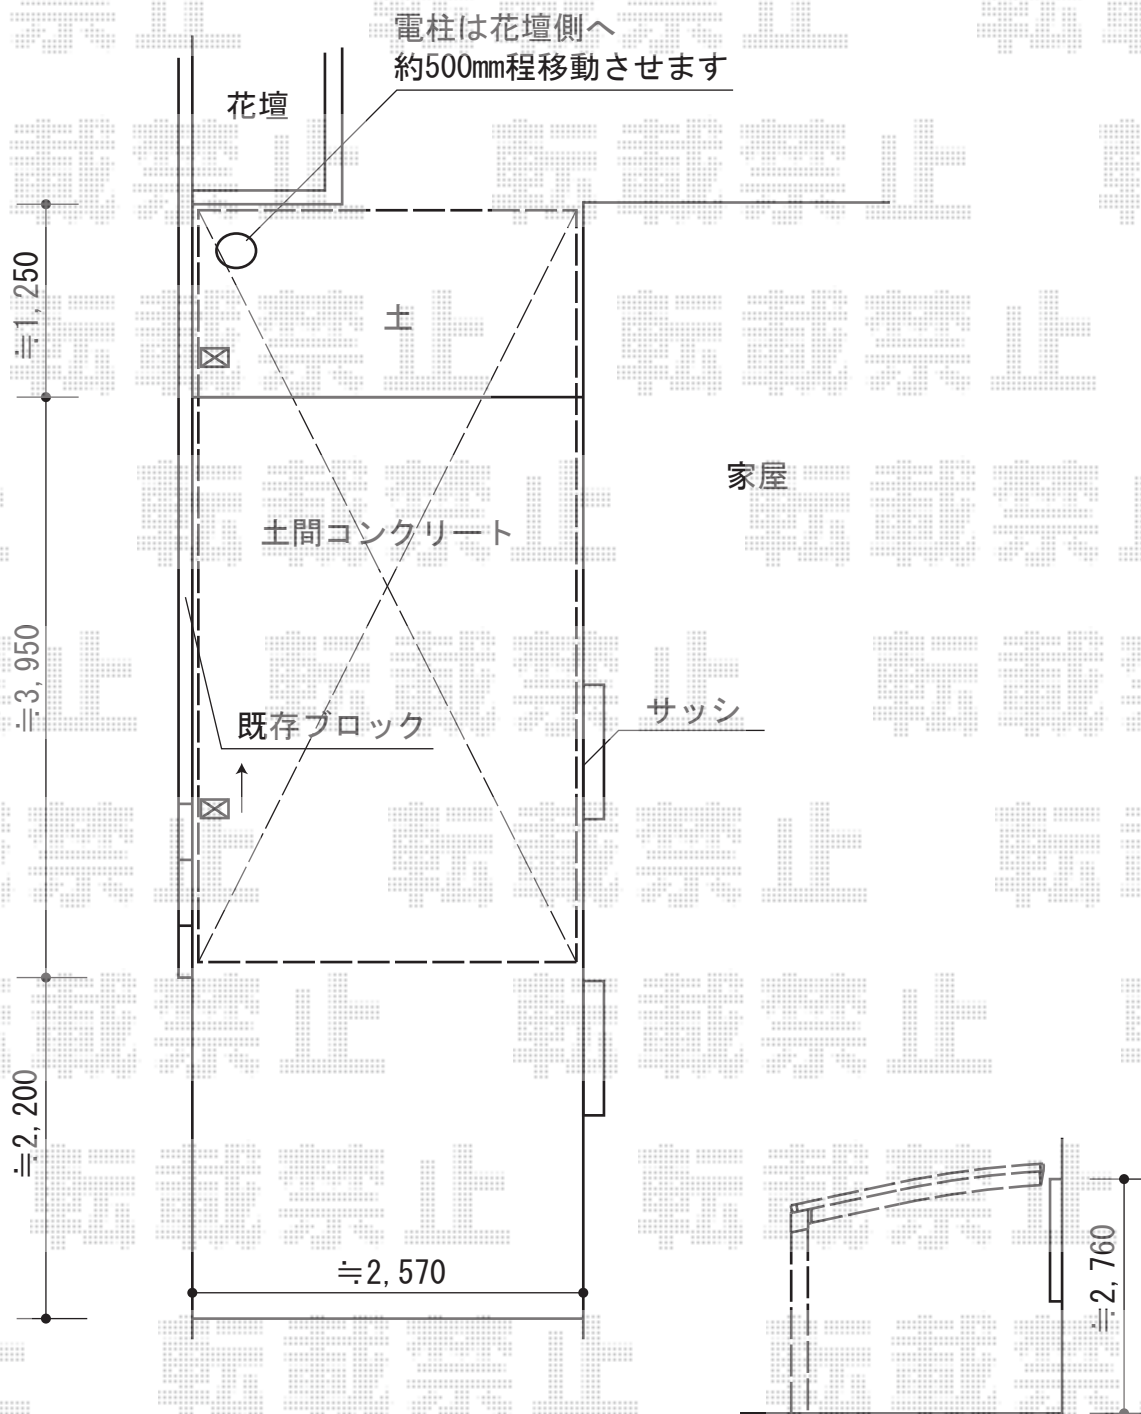 電柱は花壇側へ
約500mm程移動させます
花壇
≒1,250
土
家屋
土間コンクリート
≒3,950
既存ブロック
サッシ
≒2,200
≒2,570
≒2,760
転載禁止